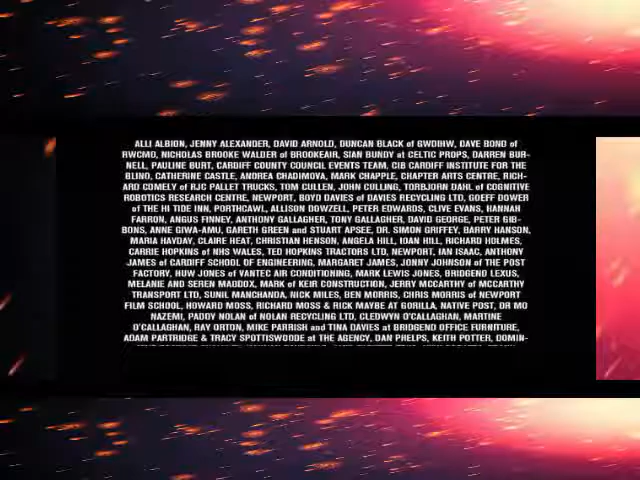 ALLI ALBION, JENNY ALEXANDER, DAVID ARNOLD, DUNCAN BLACK of GWDIHW, DAVE BOND of
RWCMD, NICHOLAS BROOKE WALDER of BROOKEAIR, SIAN BUNDY at CELTIC PROPS, DARREN BUR-
NELL, PAULINE BURT, CARDIFF COUNTY COUNCIL EVENTS TEAM, CIB CARDIFF INSTITUTE FOR THE
BLIND, CATHERINE CASTLE, ANDREA CHADIMOVA, MARK CHAPPLE, CHAPTER ARTS CENTRE, RICH-
ARD COMELY of RJC PALLET TRUCKS, TOM CULLEN, JOHN CULLING, TORBJORN DAHL of COGNITIVE
ROBOTICS RESEARCH CENTRE, NEWPORT, BOYD DAVIES of DAVIES RECYCLING LTD, GOEFF DOWER
of THE HI TIDE INN, PORTHCAWL, ALLISON DOWZELL, PETER EDWARDS, CLIVE EVANS, HANNAH
FARRON, ANGUS FINNEY, ANTHONY GALLAGHER, TONY GALLAGHER, DAVID GEORGE, PETER GIB-
BONS, ANNE GIWA-AMU, GARETH GREEN and STUART APSEE, DR. SIMON GRIFFEY, BARRY HANSON,
MARIA HAYDAY, CLAIRE HEAT, CHRISTIAN HENSON, ANGELA HILL, IOAN HILL, RICHARD HOLMES,
CARRIE HOPKINS of NHS WALES, TED HOPKINS TRACTORS LTD, NEWPORT, IAN ISAAC, ANTHONY
JAMES of CARDIFF SCHOOL OF ENGINEERING, MARGARET JAMES, JONNY JOHNSON of THE POST
FACTORY, HUW JONES of VANTEC AIR CONDITIONING, MARK LEWIS JONES, BRIDGEND LEXUS,
MELANIE AND SEREN MADDOX, MARK of KEIR CONSTRUCTION, JERRY MCCARTHY of MCCARTHY
TRANSPORT LTD, SUNIL MANCHANDA, NICK MILES, BEN MORRIS, CHRIS MORRIS of NEWPORT
FILM SCHOOL, HOWARD MOSS, RICHARD MOSS & RICK MAYBE AT GORILLA, NATIVE POST, DR MO
NAZEMI, PADDY NOLAN of NOLAN RECYCLING LTD, CLEDWYN O'CALLAGHAN, MARTINE
O'CALLAGHAN, RAY ORTON, MIKE PARRISH and TINA DAVIES at BRIDGEND OFFICE FURNITURE,
ADAM PARTRIDGE & TRACY SPOTTISWOODE at THE AGENCY, DAN PHELPS, KEITH POTTER, DOMIN-